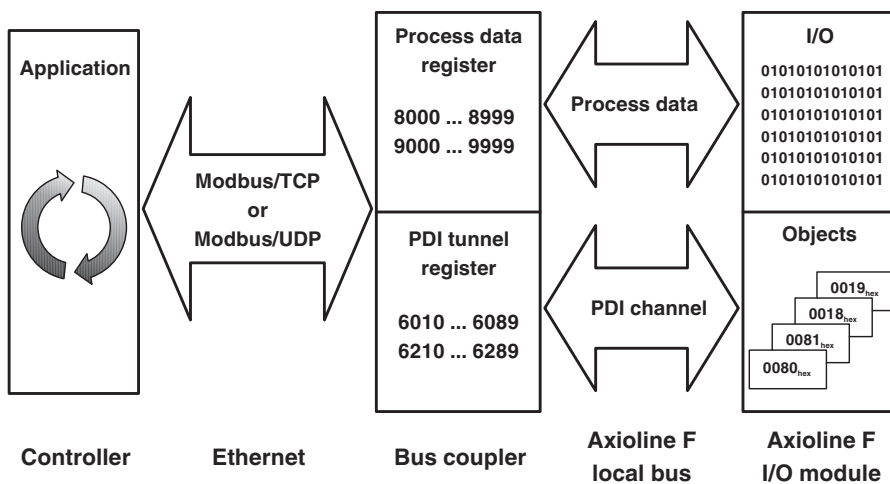 Application
Modbus/TCP
or
Modbus/UDP
Process data
register
8000 ... 8999
9000 ... 9999
PDI tunnel
register
6010 ... 6089
6210 ... 6289
Process data
PDI channel
I/O
01010101010101
01010101010101
01010101010101
01010101010101
01010101010101
01010101010101
Objects
0019hex
0018hex
0081hex
0080hex
Controller
Ethernet
Bus coupler
Axioline F
local bus
Axioline F
I/O module